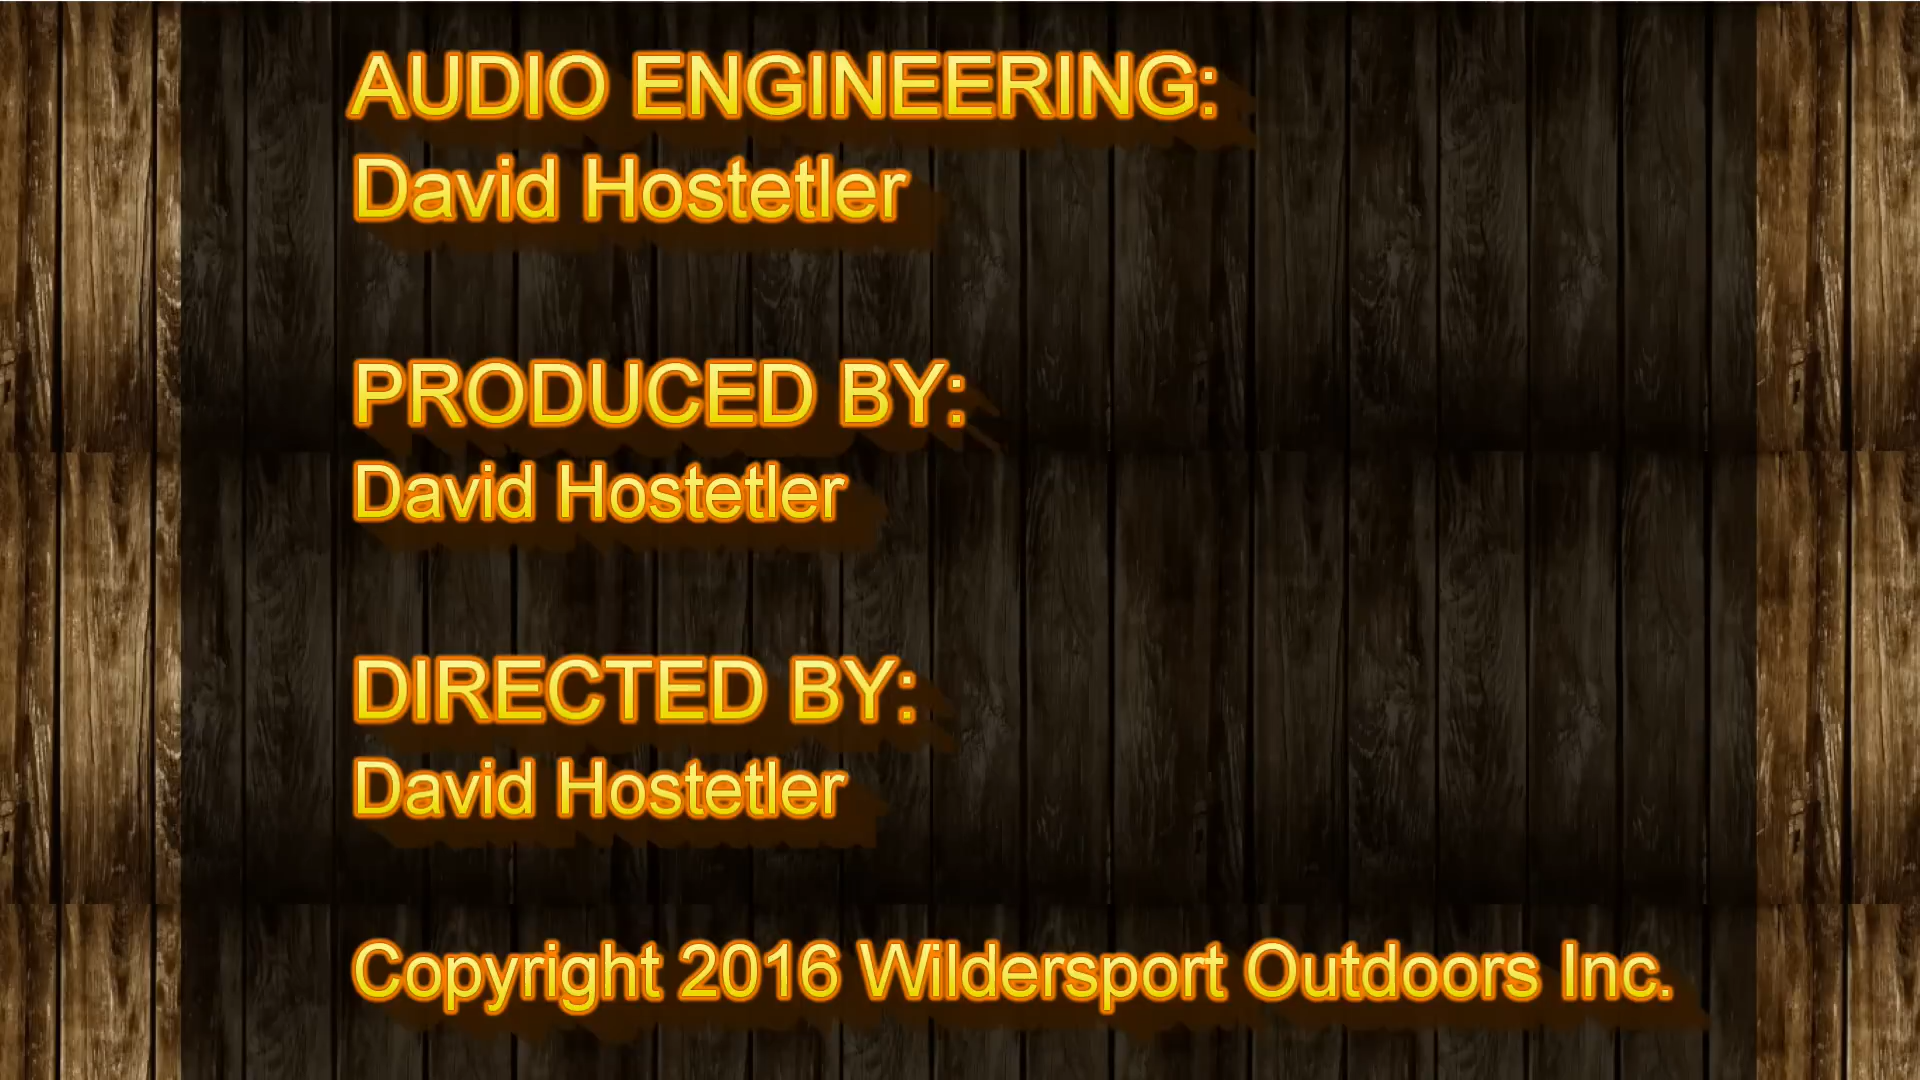 AUDIO ENGINEERING:
David Hostetler
PRODUCED BY:
David Hostetler
DIRECTED BY:
David Hostetler
Copyright 2016 Wildersport Outdoors Inc.